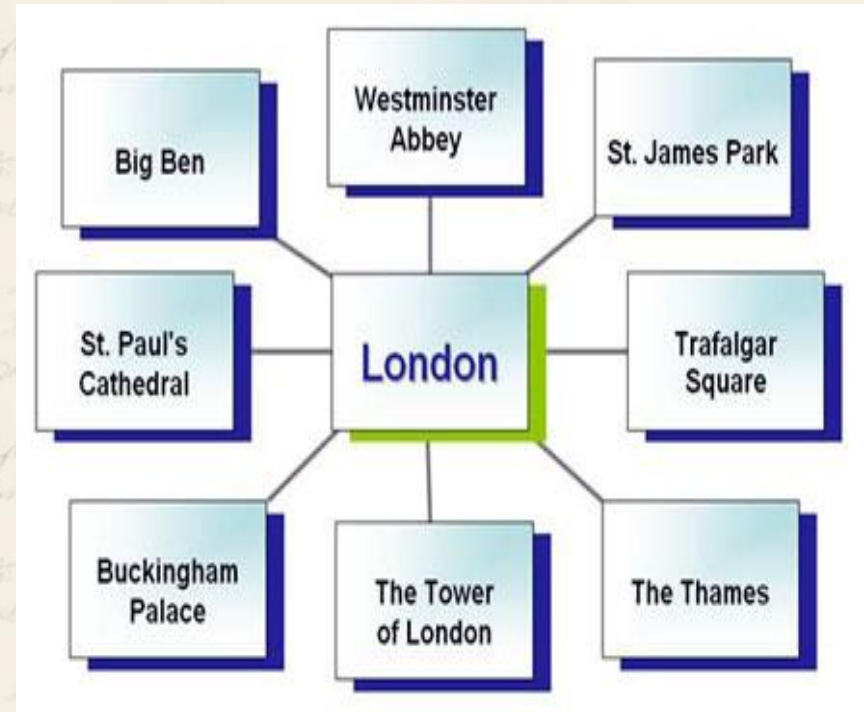 Westminster
Abbey
Big Ben
St. James Park
St. Paul's
Cathedral
London
Trafalgar
Square
Buckingham
Palace
The Tower
of London
The Thames